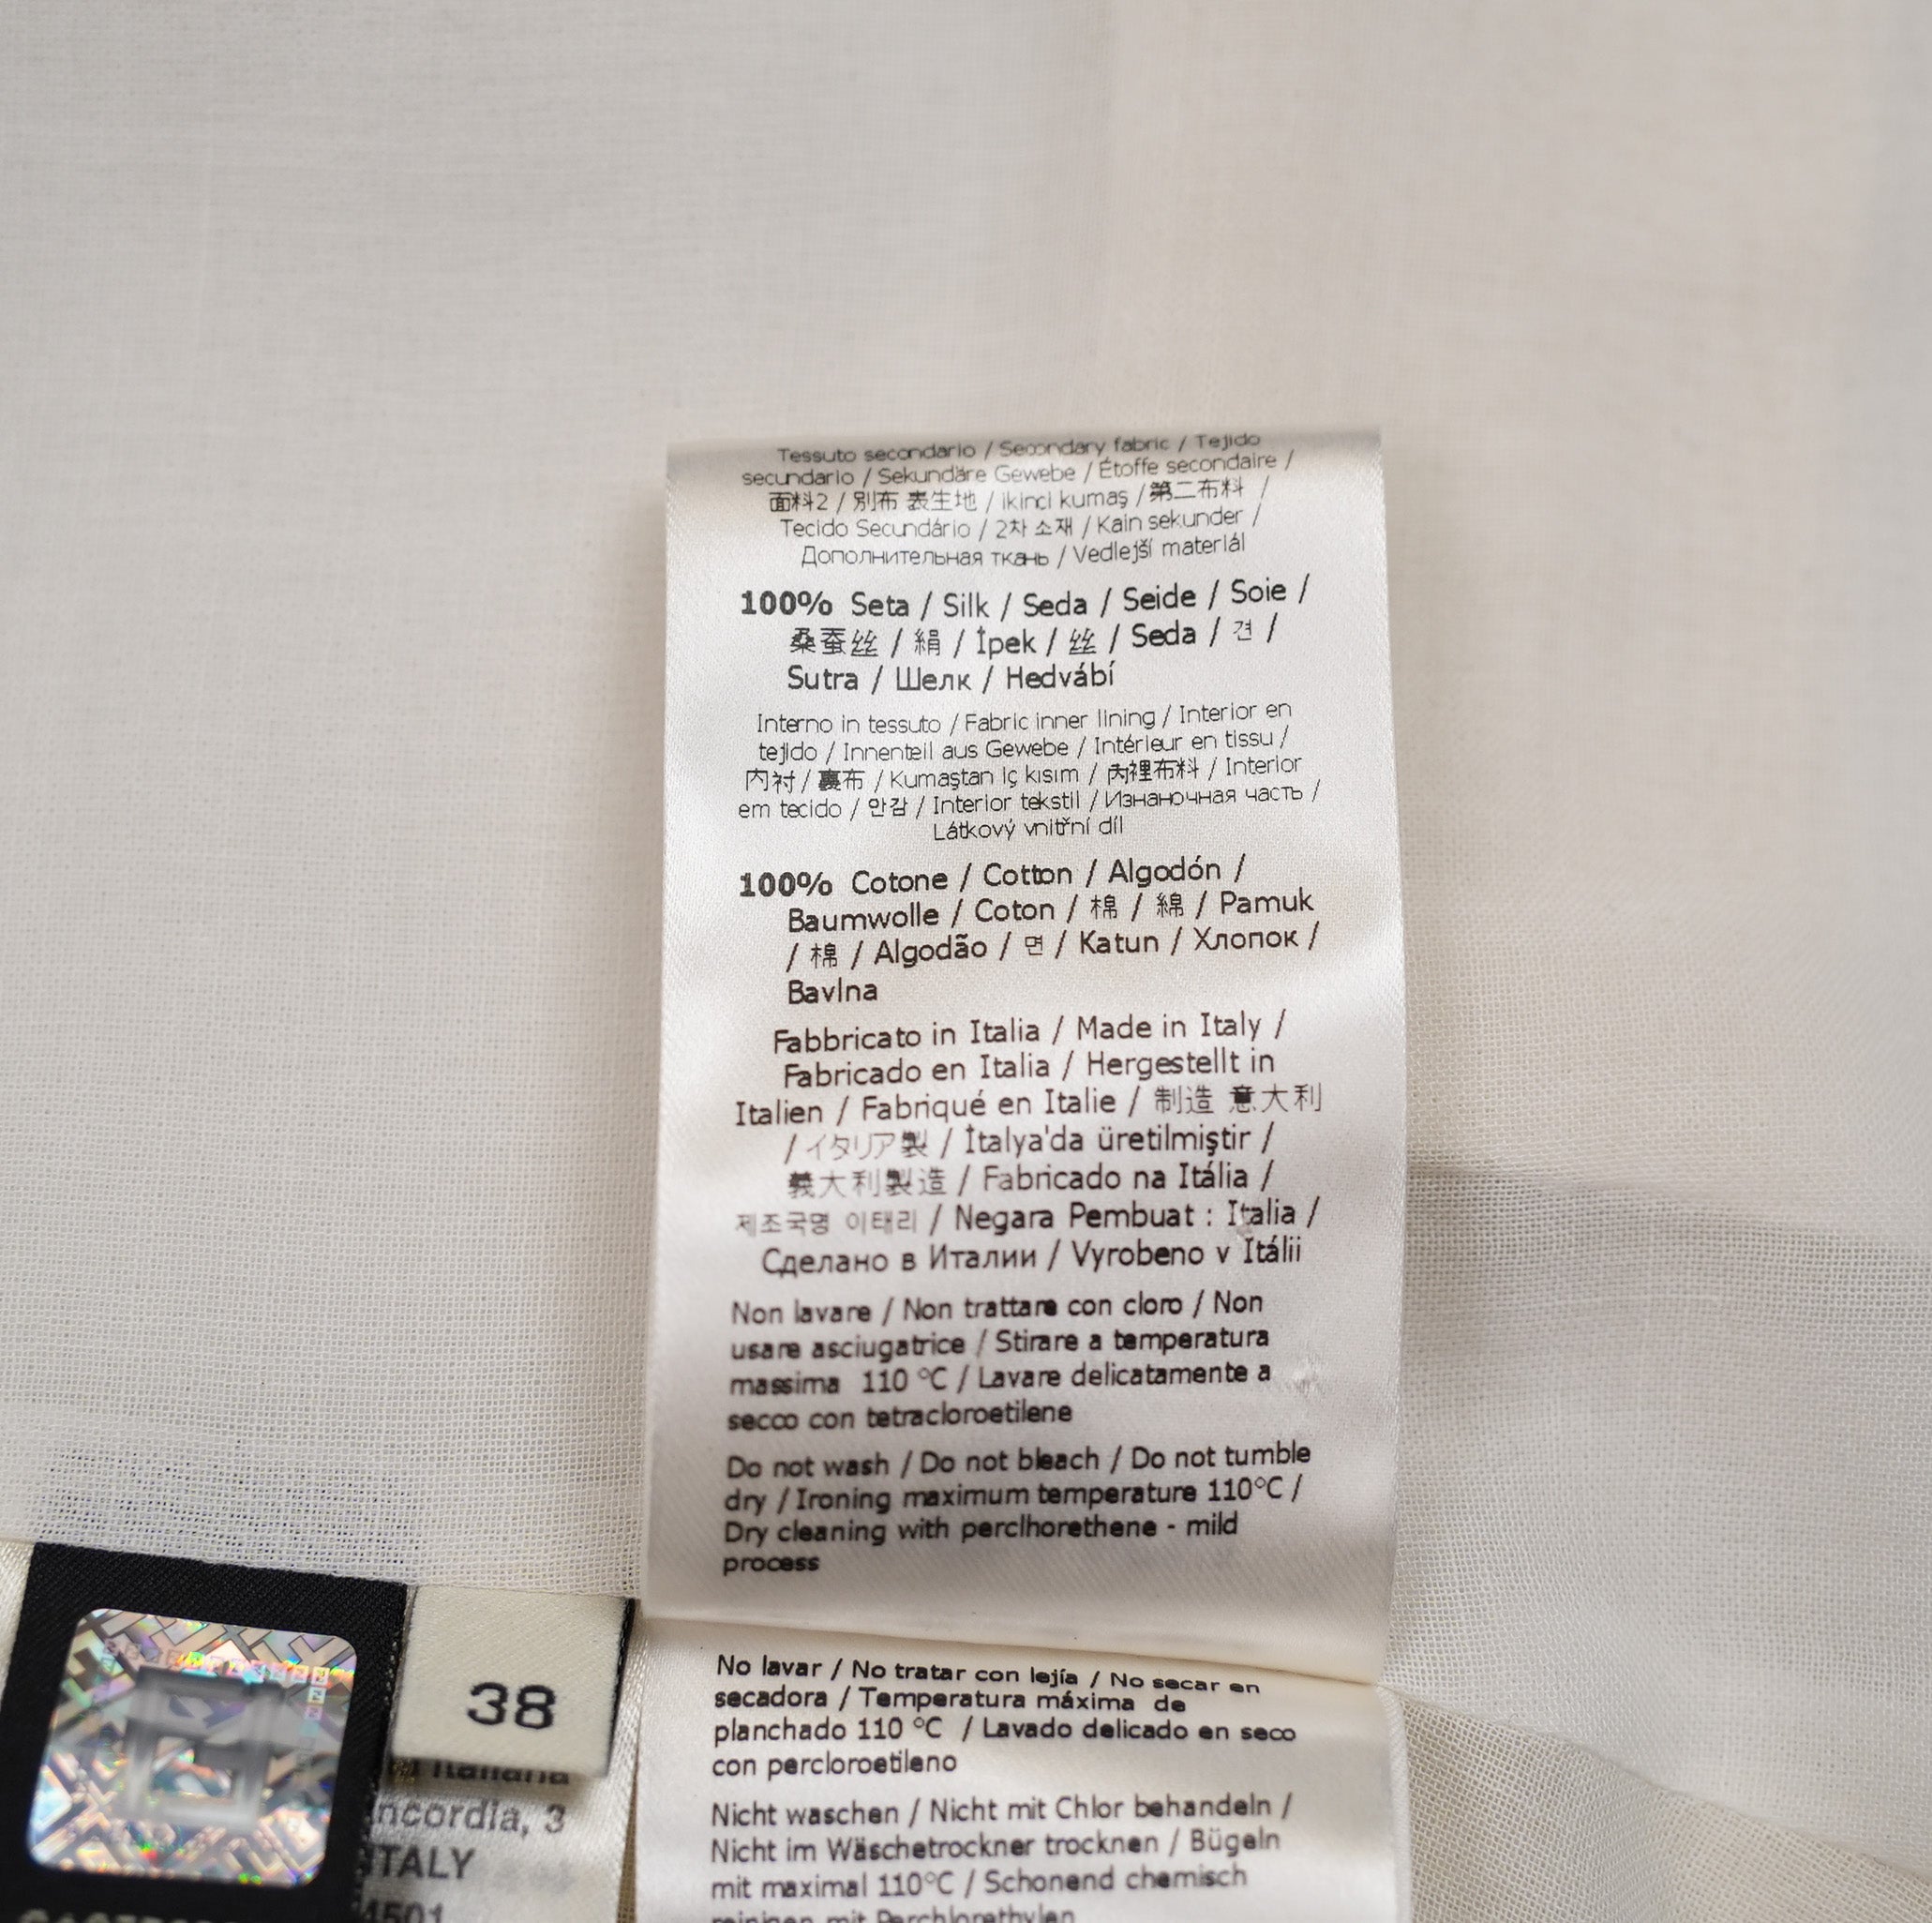 Tessuto secondario / Secondary fabric / Tejido
secundario / Sekundäre Gewebe / Étoffe secondaire /
面料2 / 別布 表生地 / ikinci kumaş / 第二布料 /
Tecido Secundário / 2차 소재 / Kain sekunder /
Дополнительная ткань / Vedlejší materiál
100% Seta / Silk / Seda / Seide / Soie /
桑蚕丝 / 絹 / İpek / 丝 / Seda / 견 /
Sutra / Шелк / Hedvábí
Interno in tessuto / Fabric inner lining / Interior en
tejido / Innenteil aus Gewebe / Intérieur en tissu /
内衬 / 裏布 / Kumaştan iç kısım / 內裡布料 / Interior
em tecido / 안감 / Interior tekstil / Изнаночная часть /
Látkový vnitřní díl
100% Cotone / Cotton / Algodón /
Baumwolle / Coton / 棉 / 綿 / Pamuk
/ 棉 / Algodão / 면 / Katun / Хлопок /
Bavlna
Fabbricato in Italia / Made in Italy /
Fabricado en Italia / Hergestellt in
Italien / Fabriqué en Italie / 制造 意大利
/ イタリア製 / İtalya'da üretilmiştir /
義大利製造 / Fabricado na Itália /
제조국명 이태리 / Negara Pembuat : Italia /
Сделано в Италии / Vyrobeno v Itálii
Non lavare / Non trattare con cloro / Non
usare asciugatrice / Stirare a temperatura
massima 110 °C / Lavare delicatamente a
secco con tetracloroetilene
Do not wash / Do not bleach / Do not tumble
dry / Ironing maximum temperature 110°C /
Dry cleaning with perclhorethene - mild
process
No lavar / No tratar con lejía / No secar en
secadora / Temperatura máxima de
planchado 110 °C / Lavado delicado en seco
con percloroetileno
Nicht waschen / Nicht mit Chlor behandeln /
Nicht im Wäschetrockner trocknen / Bügeln
mit maximal 110°C / Schonend chemisch
reinigen mit Perchlorethylen
38
Italiana
ncordia, 3
ITALY
4501